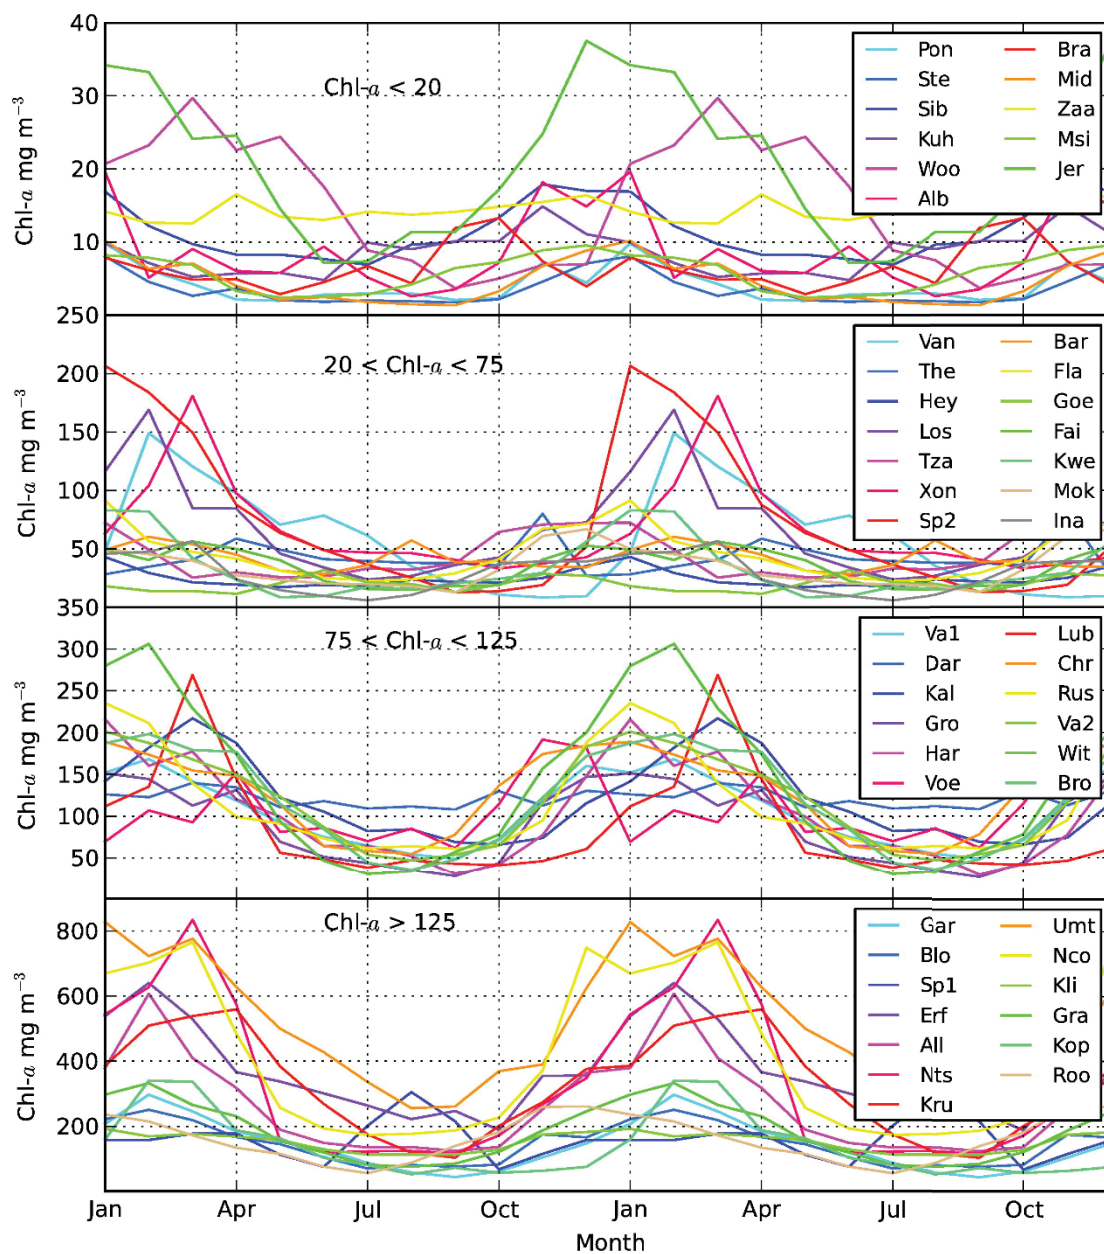 40
30
20
10
Chl-a mg m−3
Chl-a < 20
Pon
Ste
Sib
Kuh
Woo
Alb
Bra
Mid
Zaa
Msi
Jer
250
200
150
100
50
Chl-a mg m−3
20 < Chl-a < 75
Van
The
Hey
Los
Tza
Xon
Sp2
Bar
Fla
Goe
Fai
Kwe
Mok
Ina
350
300
250
200
150
100
50
Chl-a mg m−3
75 < Chl-a < 125
Va1
Dar
Kal
Gro
Har
Voe
Lub
Chr
Rus
Va2
Wit
Bro
800
600
400
200
Chl-a mg m−3
Chl-a > 125
Gar
Blo
Sp1
Erf
All
Nts
Kru
Umt
Nco
Kli
Gra
Kop
Roo
Jan Apr Jul Oct Jan Apr Jul Oct
Month